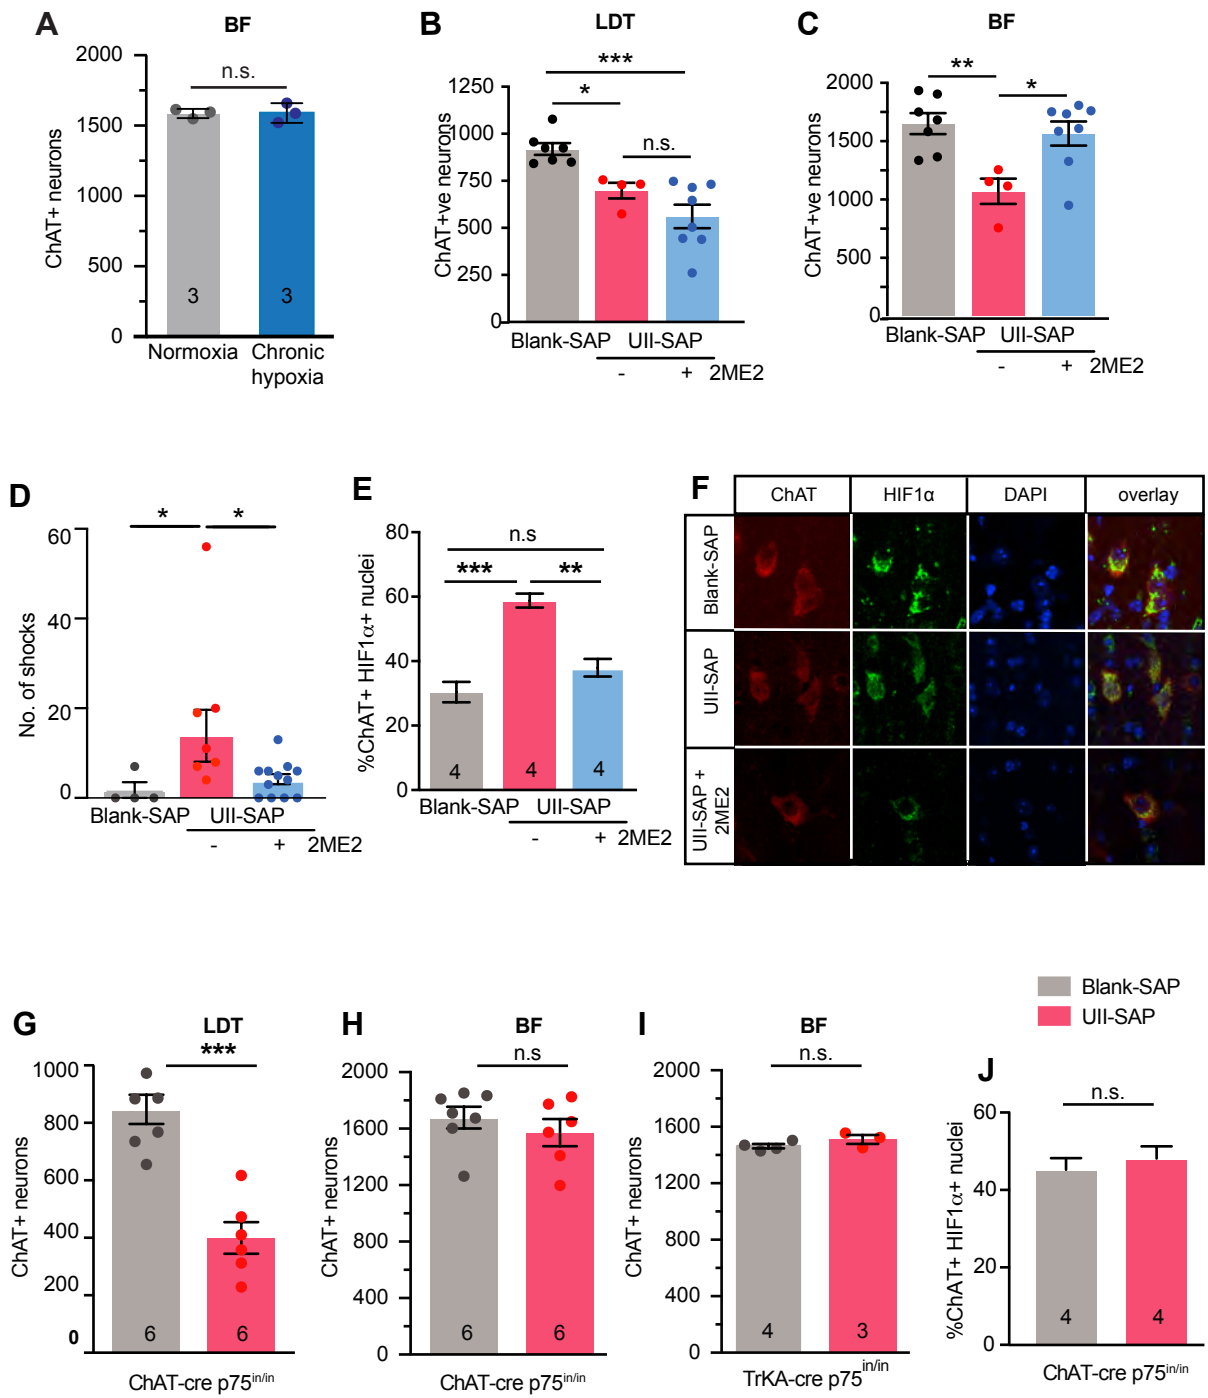 A
BF
2000
1500
1000
500
0
ChAT+ neurons
n.s.
3
3
Normoxia
Chronic
hypoxia
B
LDT
1250
750
500
250
0
ChAT+ve neurons
***
*
n.s.
Blank-SAP
UII-SAP
- + 2ME2
C
BF
2000
1500
1000
500
0
ChAT+ve neurons
**
*
Blank-SAP
UII-SAP
- + 2ME2
D
60
40
20
0
No. of shocks
*
*
Blank-SAP
UII-SAP
- + 2ME2
E
80
60
40
20
0
%ChAT+ HIF1α+ nuclei
n.s
***
**
4
4
4
Blank-SAP
UII-SAP
- + 2ME2
F
ChAT
HIF1α
DAPI
overlay
Blank-SAP
UII-SAP
UII-SAP +
2ME2
G
LDT
***
1000
800
600
400
200
0
ChAT+ neurons
6
6
ChAT-cre p75in/in
H
BF
n.s
2000
1600
1200
800
400
0
ChAT+ neurons
6
6
ChAT-cre p75in/in
I
BF
n.s.
2000
1600
1200
800
400
0
ChAT+ neurons
4
3
TrKA-cre p75in/in
Blank-SAP
UII-SAP
J
n.s.
60
40
20
0
%ChAT+ HIF1α+ nuclei
4
4
ChAT-cre p75in/in